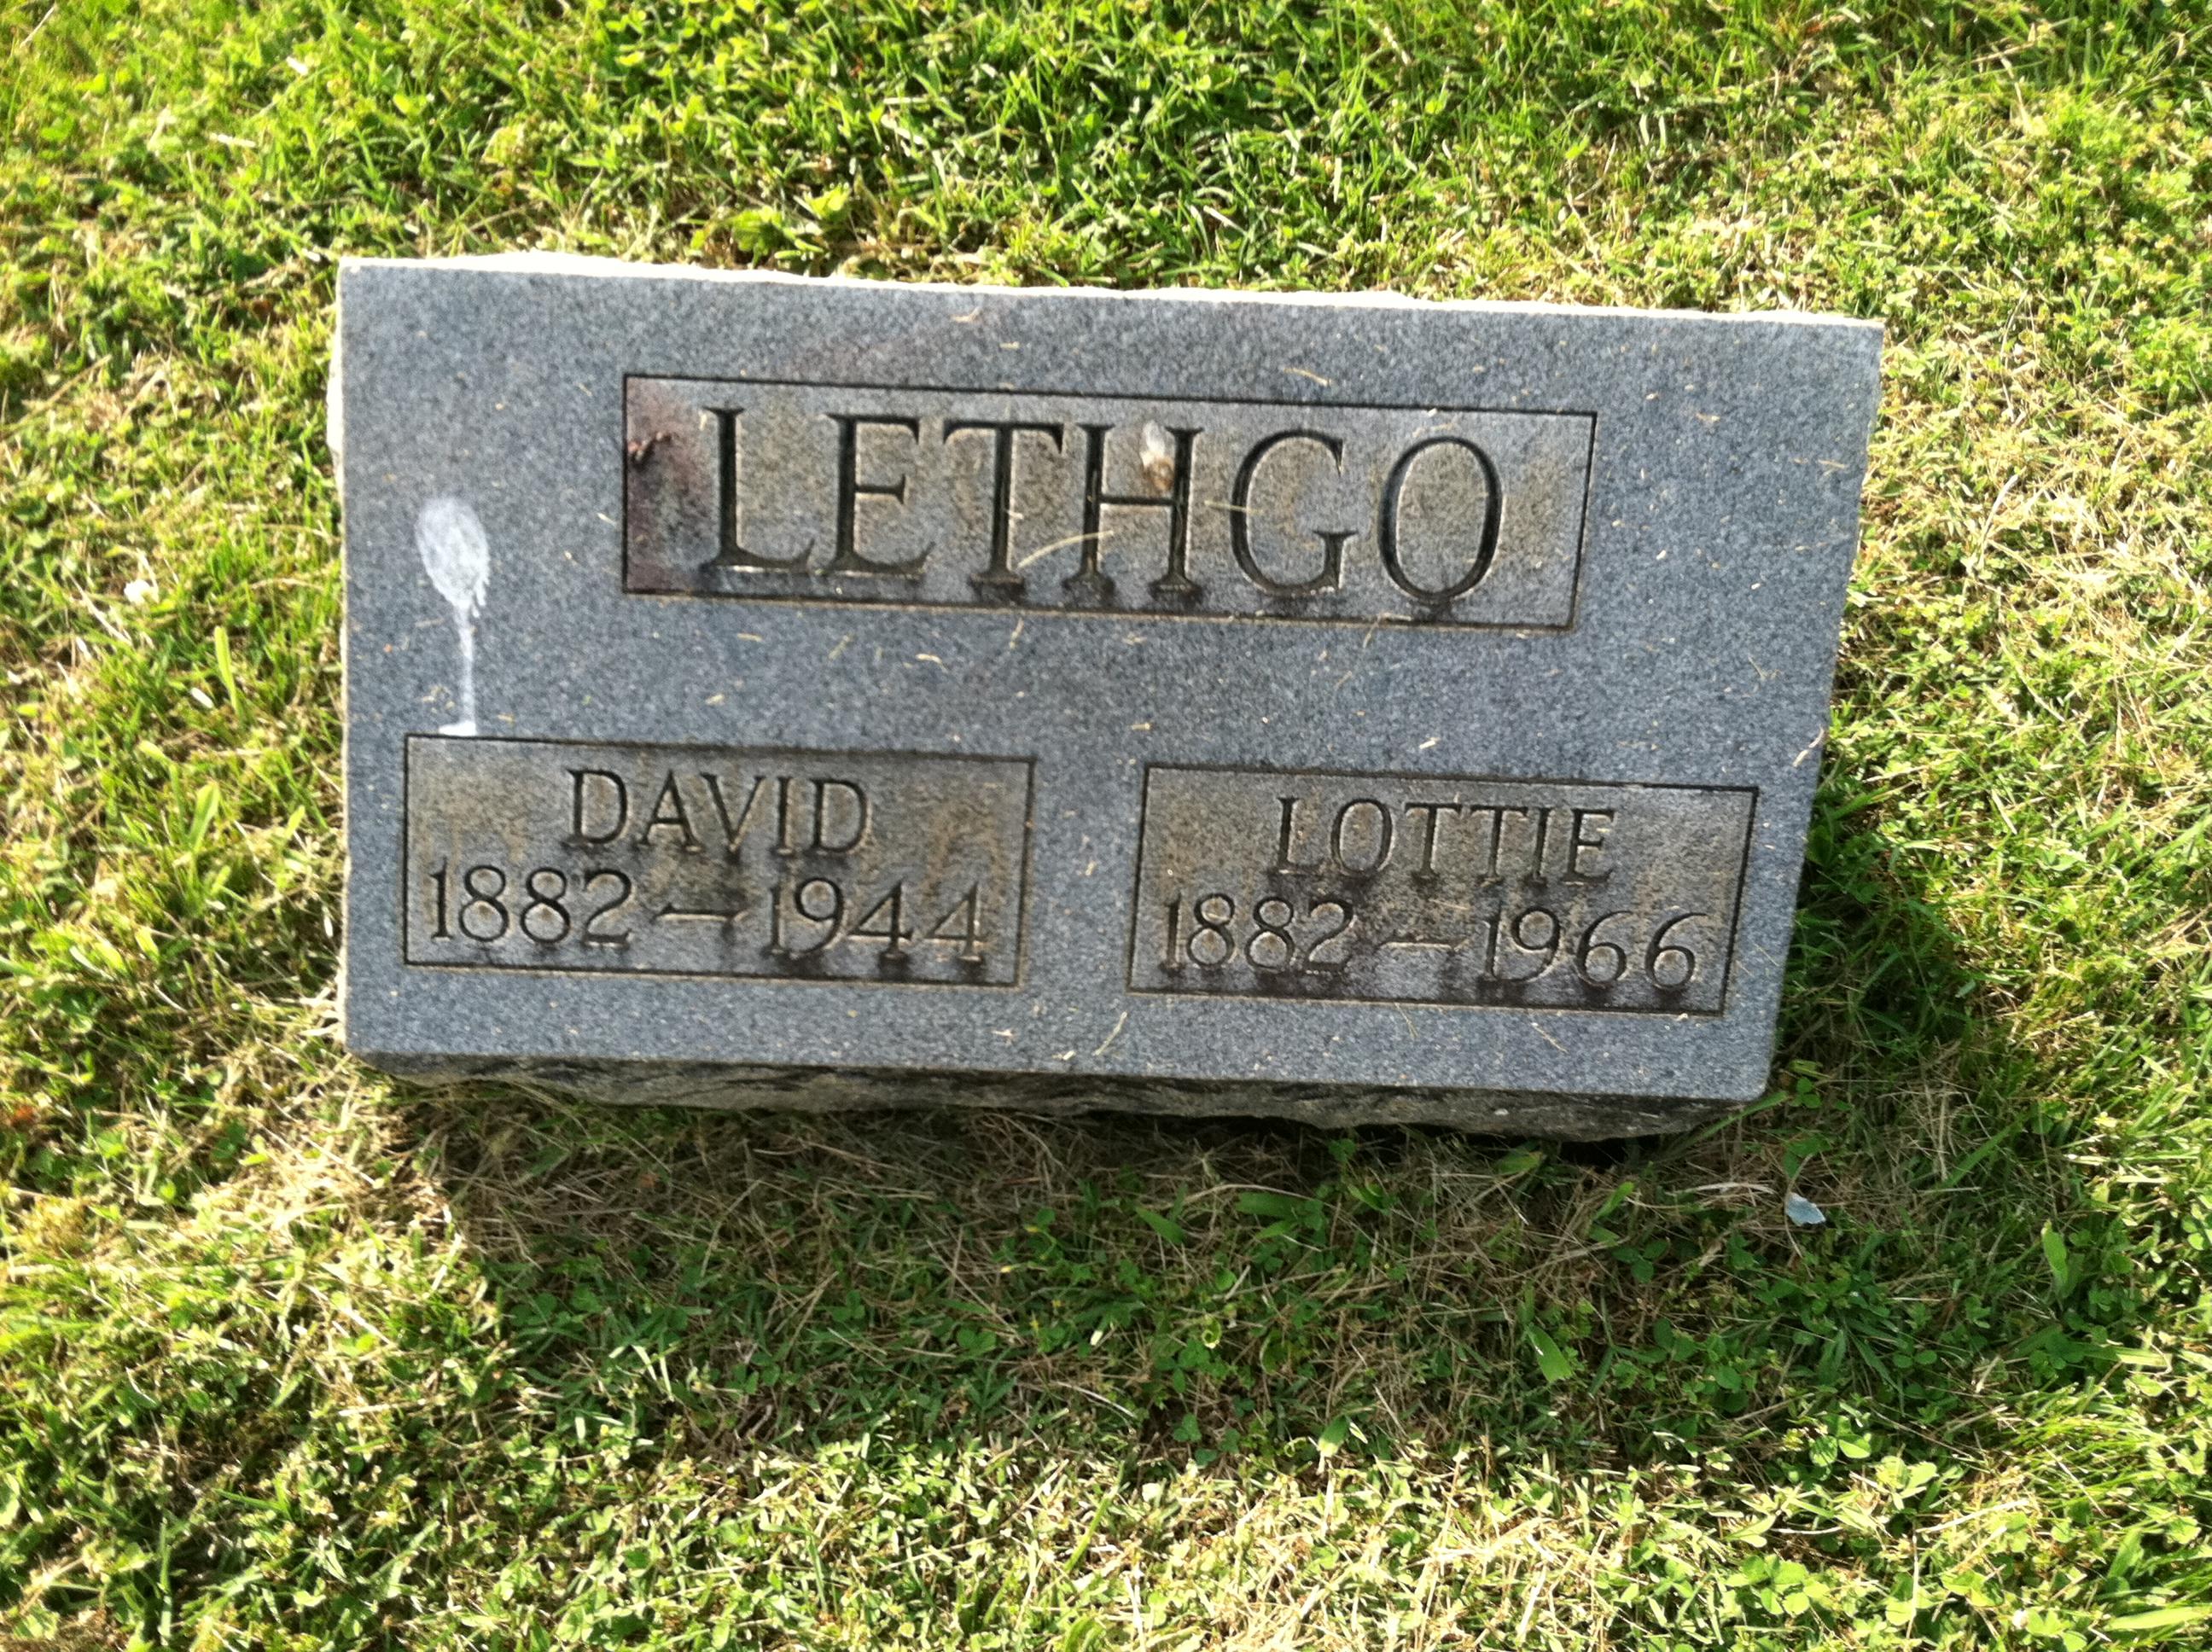 LETHGO
DAVID
1882 — 1944
LOTTIE
1882 — 1966